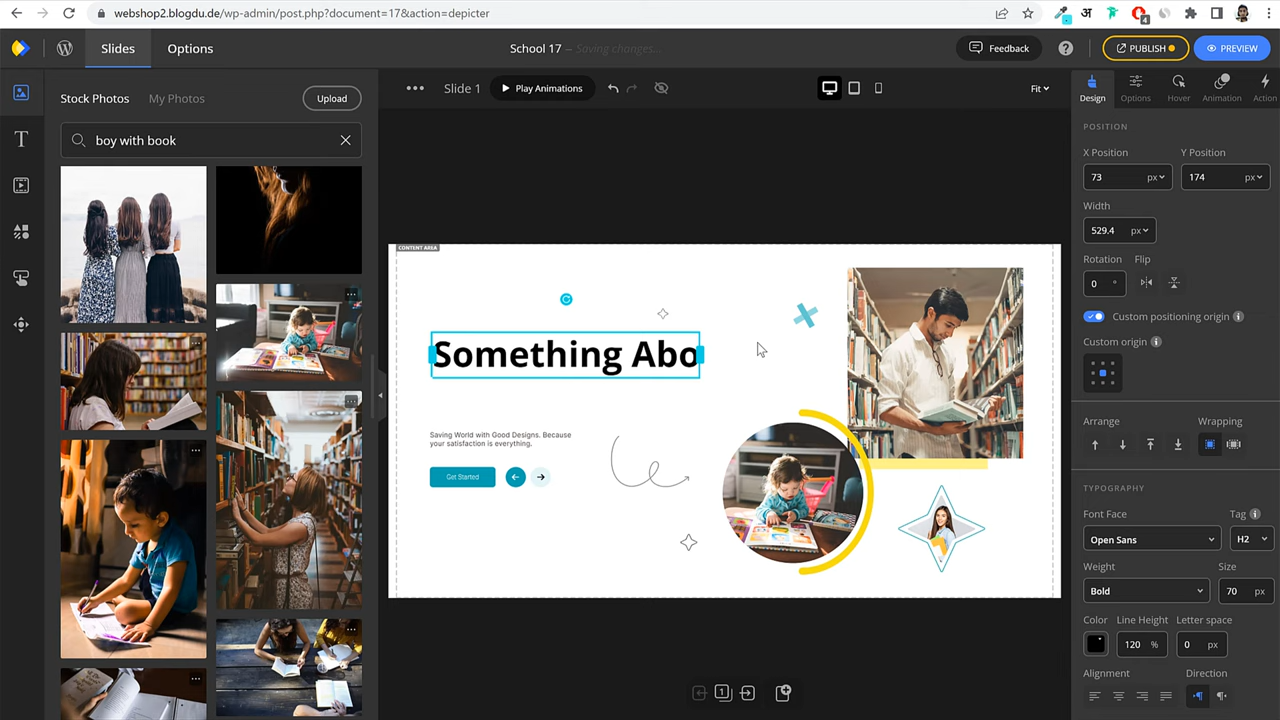 webshop2.blogdu.de/wp-admin/post.php?document=17&action=depicter
अ
4
Slides
Options
School 17 – Saving changes...
Feedback
PUBLISH
PREVIEW
Stock Photos
My Photos
Upload
Slide 1
Play Animations
Fit
Design
Options
Hover
Animation
Action
boy with book
POSITION
X Position
Y Position
73 px
174 px
Width
529.4 px
Rotation
Flip
0 °
Custom positioning origin
Custom origin
Arrange
Wrapping
TYPOGRAPHY
Font Face
Tag
Open Sans
H2
Weight
Size
Bold
70 px
Color
Line Height
Letter space
120 %
0 px
Alignment
Direction
CONTENT AREA
Something Abo
Saving World with Good Designs. Because
your satisfaction is everything.
Get Started
1